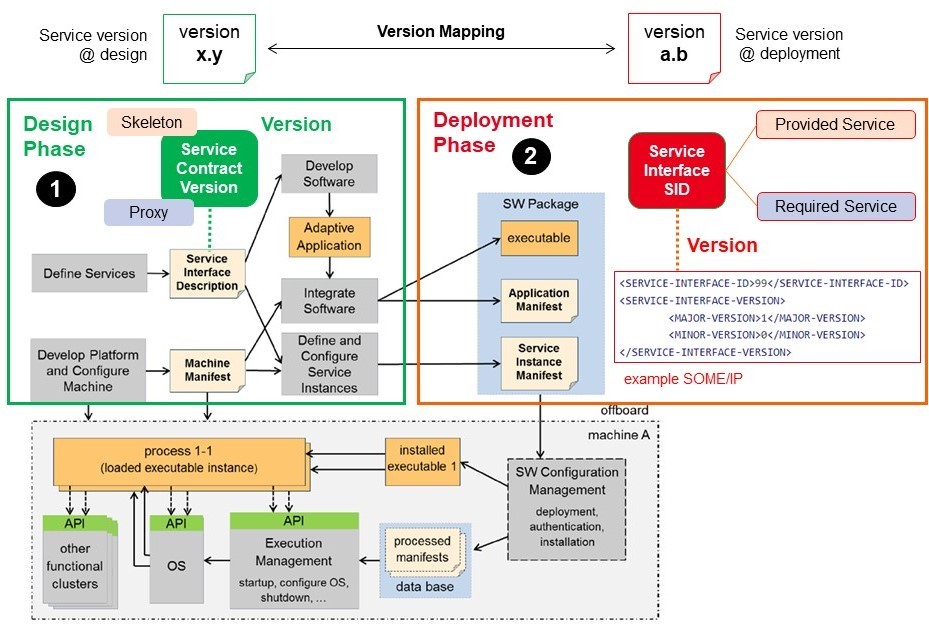 Service version
@ design
version
x.y
Version Mapping
version
a.b
Service version
@ deployment
Design
Phase
1
Skeleton
Service
Contract
Version
Proxy
Version
Define Services
Service
Interface
Description
Develop
Software
Adaptive
Application
Integrate
Software
Develop Platform
and Configure
Machine
Machine
Manifest
Define and
Configure
Service
Instances
Deployment
Phase
2
SW Package
executable
Application
Manifest
Service
Instance
Manifest
Service
Interface
SID
Provided Service
Required Service
Version
<SERVICE-INTERFACE-ID>99</SERVICE-INTERFACE-ID>
<SERVICE-INTERFACE-VERSION>
<MAJOR-VERSION>1</MAJOR-VERSION>
<MINOR-VERSION>0</MINOR-VERSION>
</SERVICE-INTERFACE-VERSION>
example SOME/IP
offboard
machine A
process 1-1
(loaded executable instance)
installed
executable 1
SW Configuration
Management
deployment,
authentication,
installation
API
other
functional
clusters
API
OS
API
Execution
Management
startup, configure OS,
shutdown, ...
processed
manifests
data base